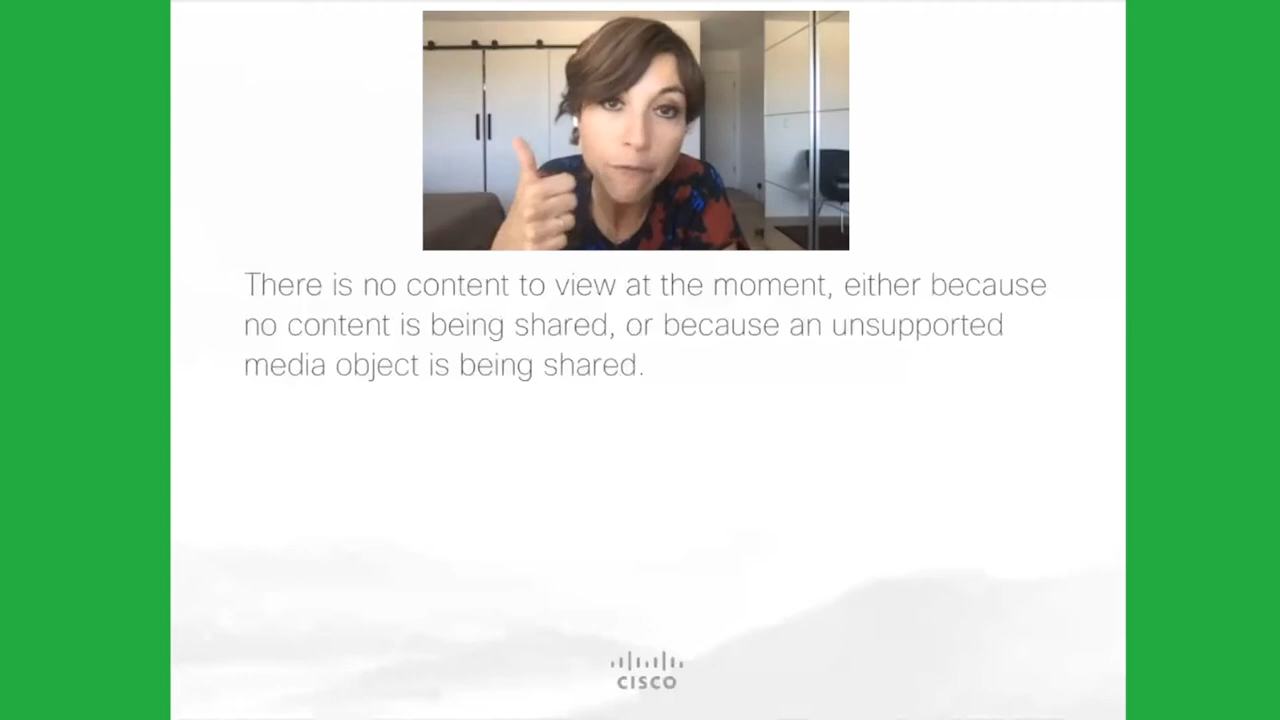 There is no content to view at the moment, either because
no content is being shared, or because an unsupported
media object is being shared.
CISCO